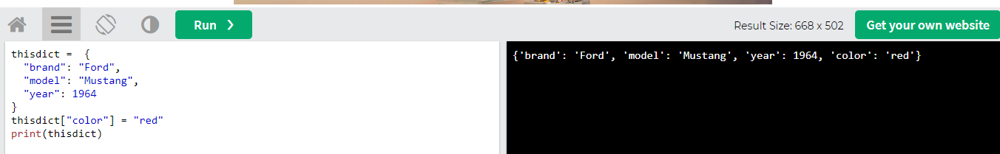 Run ❯
Result Size: 668 x 502
Get your own website
thisdict =  {
  "brand": "Ford",
  "model": "Mustang",
  "year": 1964
}
thisdict["color"] = "red"
print(thisdict)
{'brand': 'Ford', 'model': 'Mustang', 'year': 1964, 'color': 'red'}